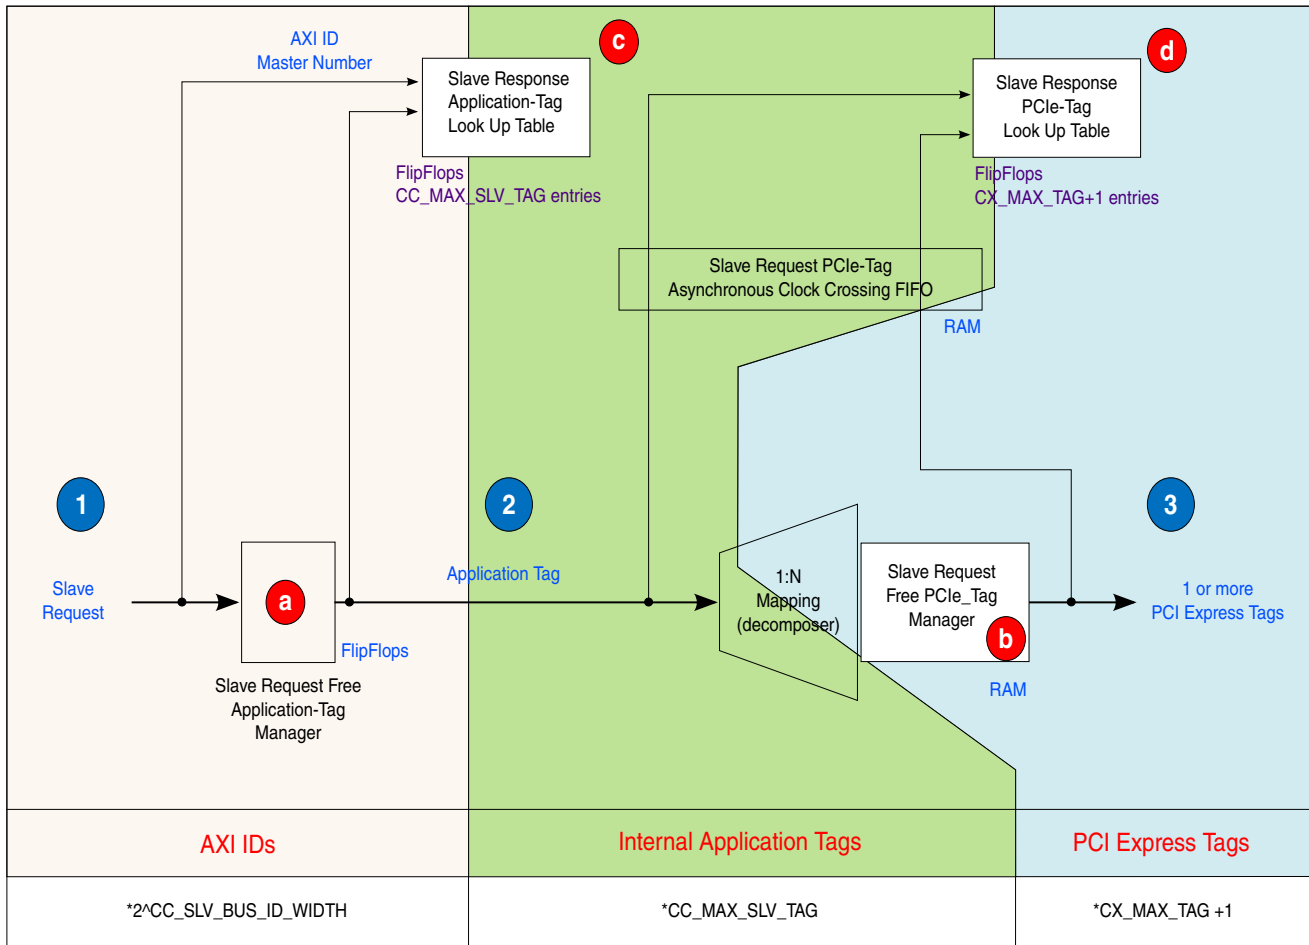 AXI ID
Master Number
c
d
Slave Response
Application-Tag
Look Up Table
Slave Response
PCIe-Tag
Look Up Table
FlipFlops
CC_MAX_SLV_TAG entries
FlipFlops
CX_MAX_TAG+1 entries
Slave Request PCIe-Tag
Asynchronous Clock Crossing FIFO
RAM
1
2
3
Slave
Request
a
FlipFlops
Slave Request Free
Application-Tag
Manager
Application Tag
1:N
Mapping
(decomposer)
Slave Request
Free PCIe_Tag
Manager
b
RAM
1 or more
PCI Express Tags
AXI IDs
Internal Application Tags
PCI Express Tags
*2^CC_SLV_BUS_ID_WIDTH
*CC_MAX_SLV_TAG
*CX_MAX_TAG +1